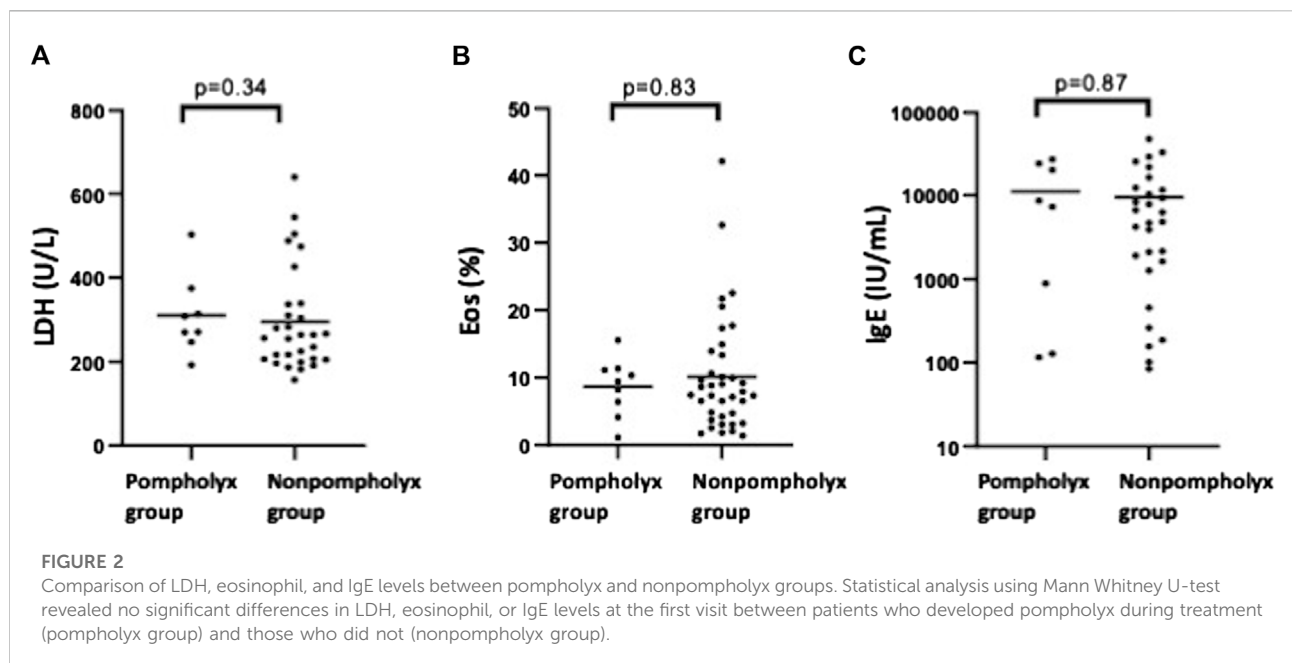 A
p=0.34
LDH (U/L)
800
600
400
200
0
Pompholyx group
Nonpompholyx group
B
p=0.83
Eos (%)
50
40
30
20
10
0
Pompholyx group
Nonpompholyx group
C
p=0.87
IgE (IU/mL)
100000
10000
1000
100
10
Pompholyx group
Nonpompholyx group
FIGURE 2
Comparison of LDH, eosinophil, and IgE levels between pompholyx and nonpompholyx groups. Statistical analysis using Mann Whitney U-test
revealed no significant differences in LDH, eosinophil, or IgE levels at the first visit between patients who developed pompholyx during treatment
(pompholyx group) and those who did not (nonpompholyx group).